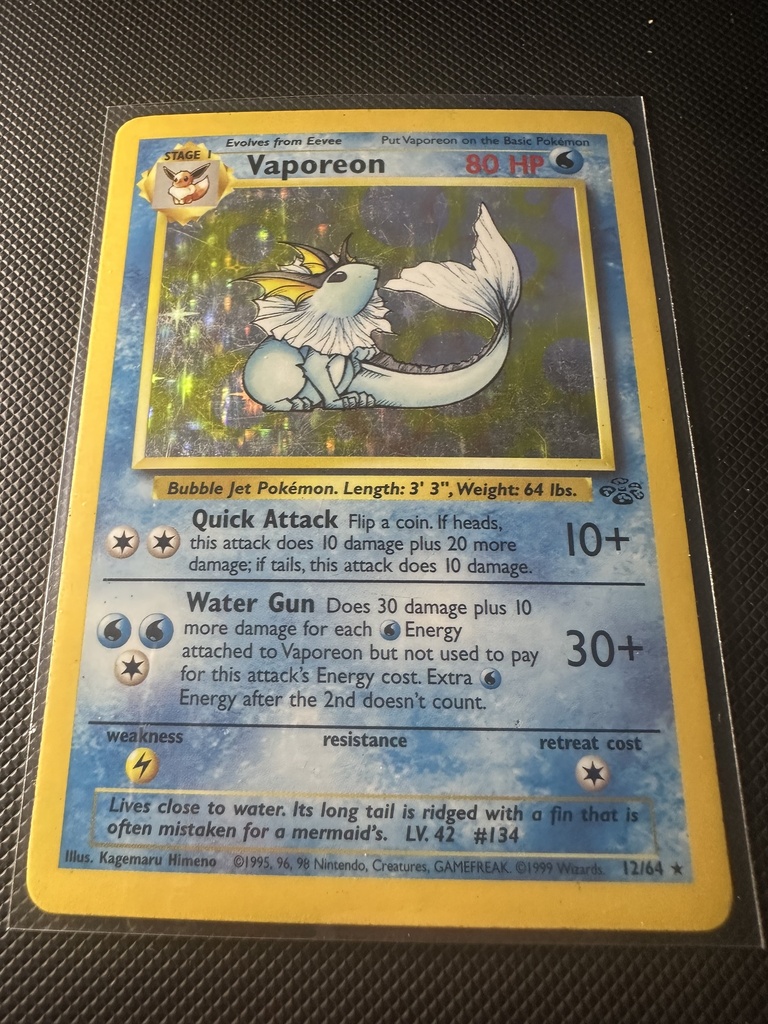 Evolves from Eevee Put Vaporeon on the Basic Pokémon
STAGE 1
Vaporeon 80 HP
Bubble Jet Pokémon. Length: 3' 3", Weight: 64 lbs.
Quick Attack Flip a coin. If heads,
this attack does 10 damage plus 20 more
damage; if tails, this attack does 10 damage.
10+
Water Gun Does 30 damage plus 10
more damage for each Energy
attached to Vaporeon but not used to pay
for this attack's Energy cost. Extra
Energy after the 2nd doesn't count.
30+
weakness resistance retreat cost
Lives close to water. Its long tail is ridged with a fin that is
often mistaken for a mermaid's. LV. 42 #134
Illus. Kagemaru Himeno ©1995, 96, 98 Nintendo, Creatures, GAMEFREAK. ©1999 Wizards. 12/64 ★